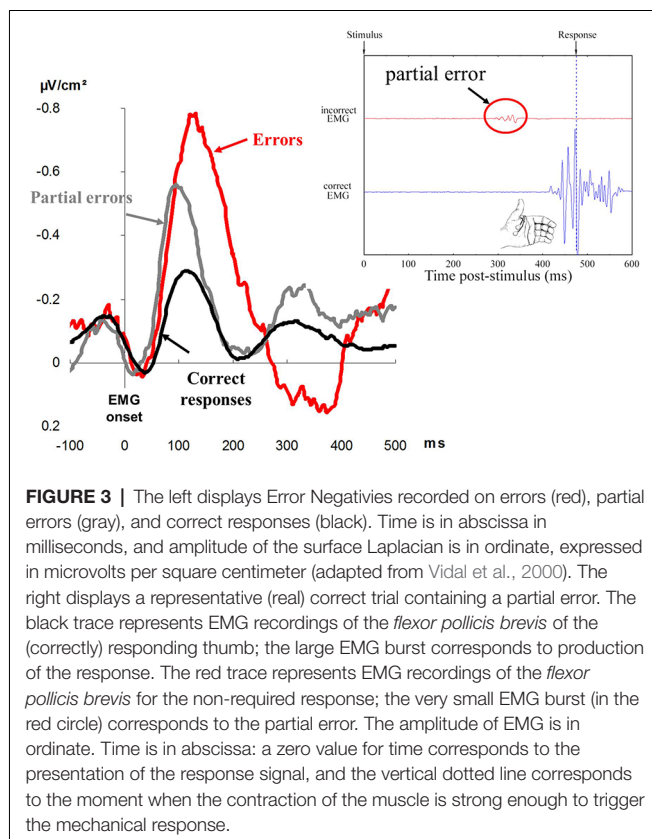 Stimulus
Response
µV/cm²
-0.8
-0.6
-0.4
-0.2
0
0.2
Errors
Partial errors
Correct
responses
EMG
onset
-100
0
100
200
300
400
500
ms
partial error
incorrect
EMG
correct
EMG
0
100
200
300
400
500
600
Time post-stimulus (ms)
FIGURE 3 | The left displays Error Negativies recorded on errors (red), partial
errors (gray), and correct responses (black). Time is in abscissa in
milliseconds, and amplitude of the surface Laplacian is in ordinate, expressed
in microvolts per square centimeter (adapted from Vidal et al., 2000). The
right displays a representative (real) correct trial containing a partial error. The
black trace represents EMG recordings of the flexor pollicis brevis of the
(correctly) responding thumb; the large EMG burst corresponds to production
of the response. The red trace represents EMG recordings of the flexor
pollicis brevis for the non-required response; the very small EMG burst (in the
red circle) corresponds to the partial error. The amplitude of EMG is in
ordinate. Time is in abscissa: a zero value for time corresponds to the
presentation of the response signal, and the vertical dotted line corresponds
to the moment when the contraction of the muscle is strong enough to trigger
the mechanical response.